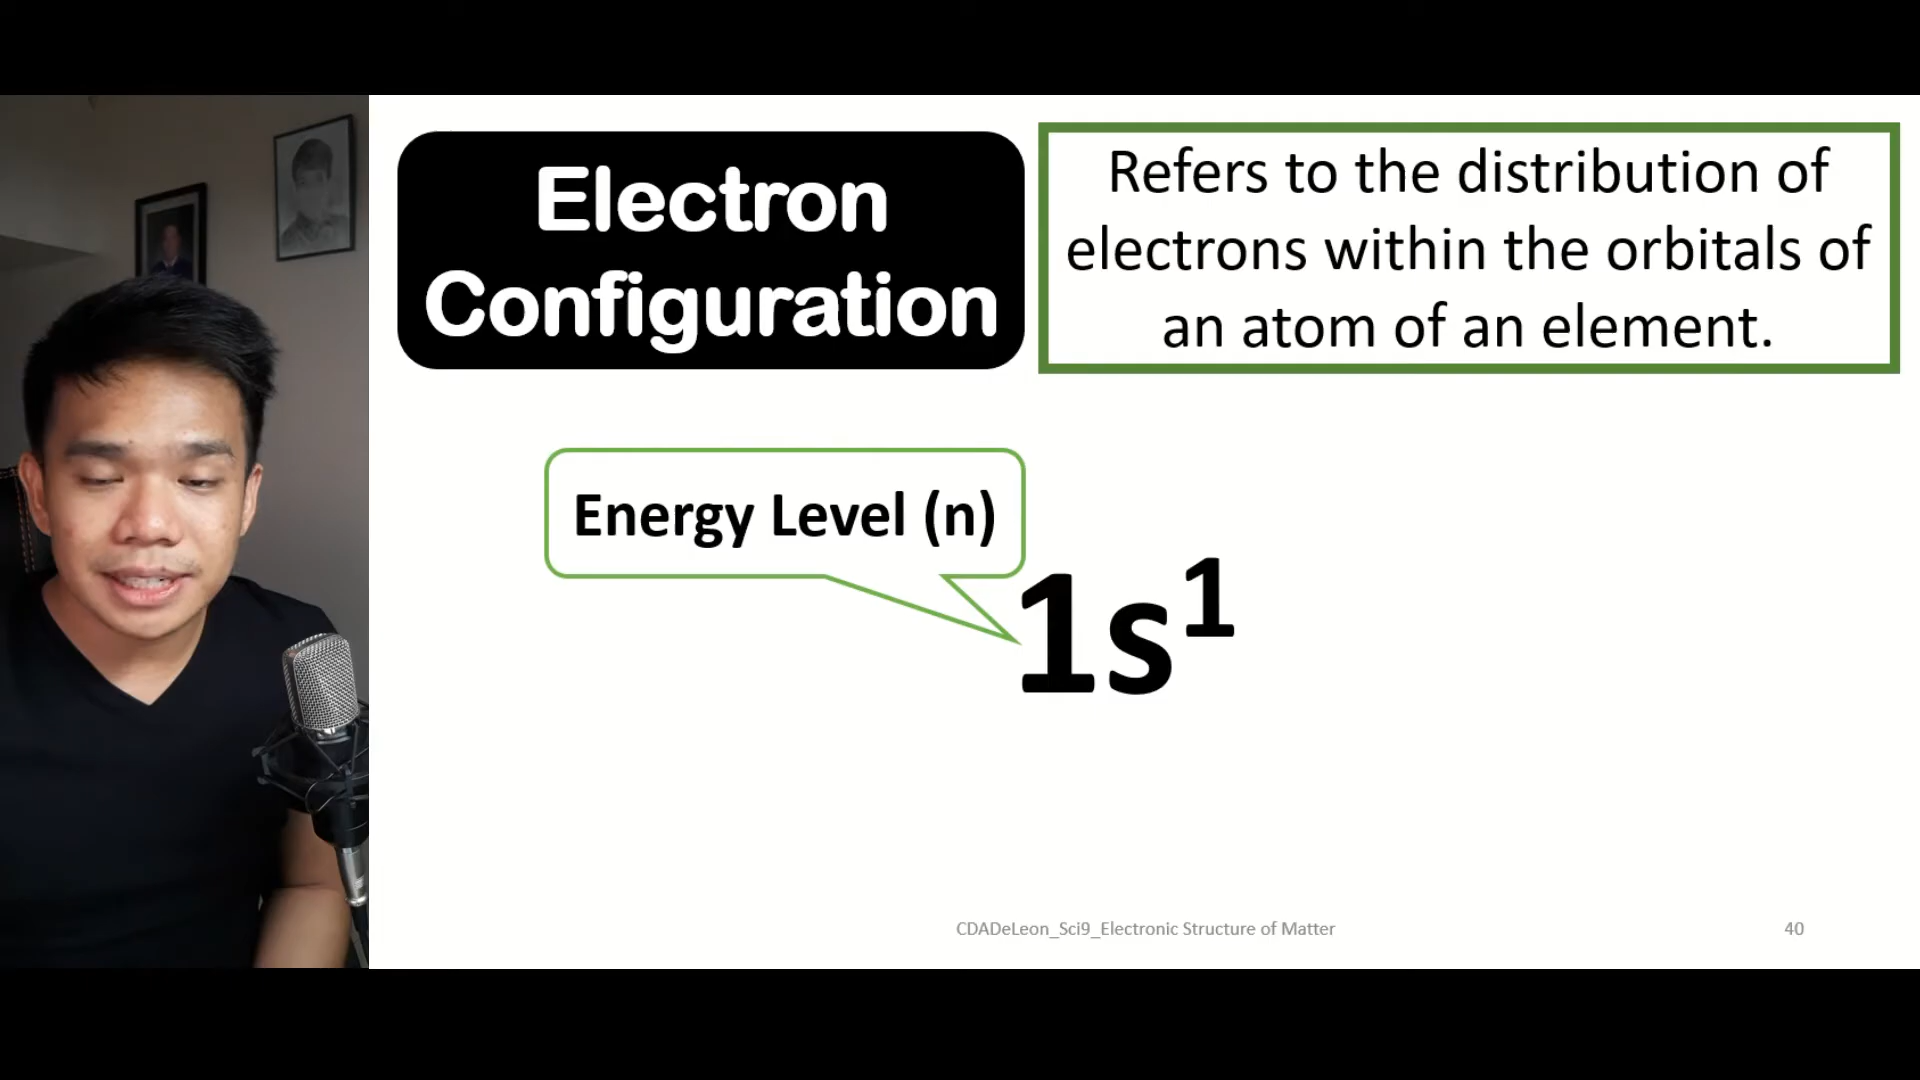 Electron
Configuration
Refers to the distribution of
electrons within the orbitals of
an atom of an element.
Energy Level (n)
1s¹
CDADeLeon_Sci9_Electronic Structure of Matter
40